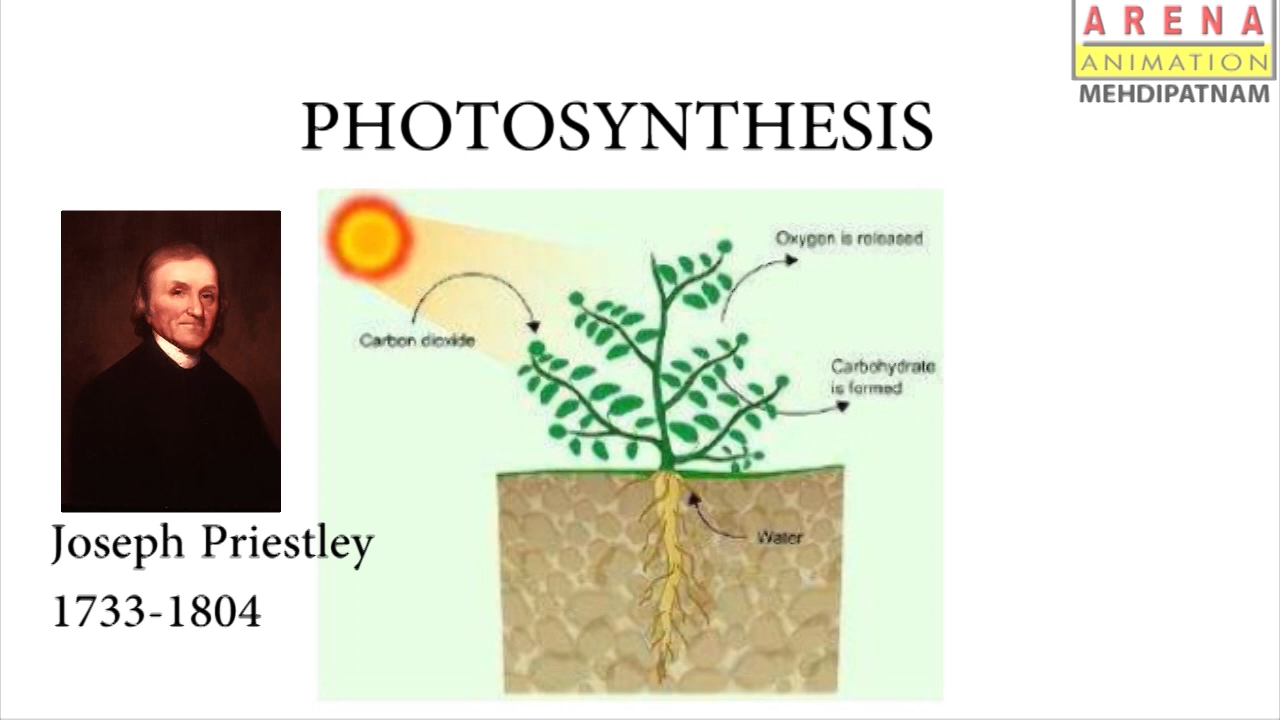 ARENA
ANIMATION
MEHDIPATNAM
PHOTOSYNTHESIS
Oxygen is released
Carbon dioxide
Carbohydrate
is formed
Water
Joseph Priestley
1733-1804